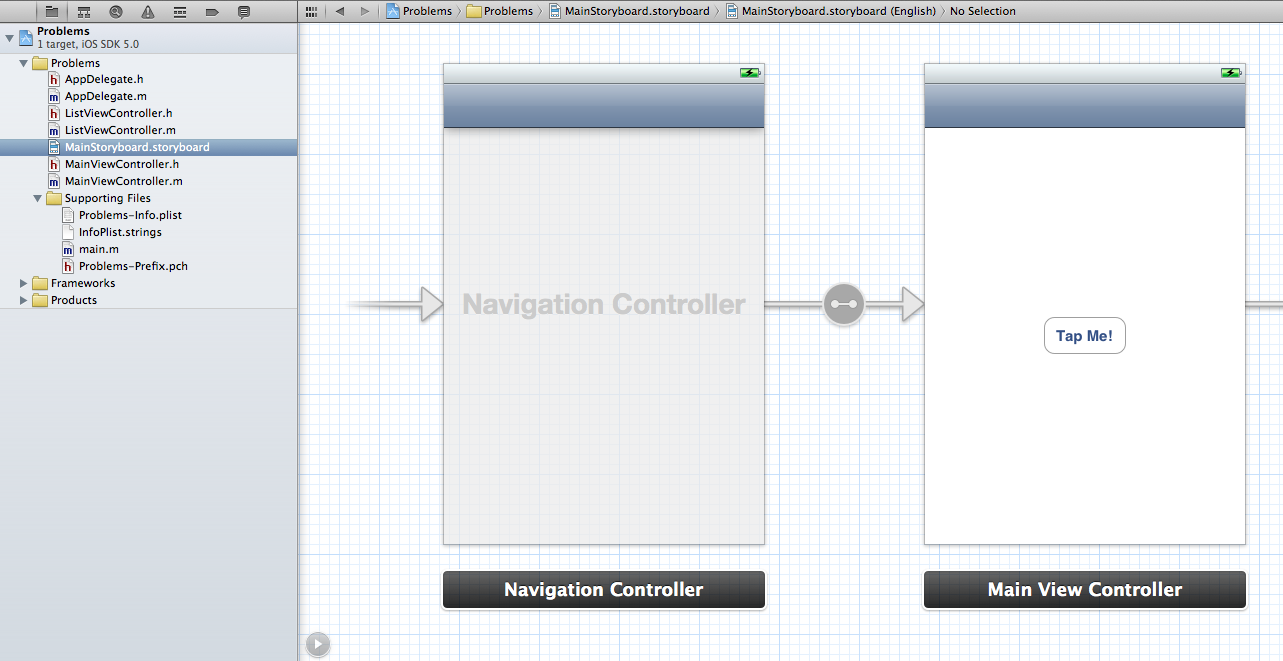 Problems
Problems
MainStoryboard.storyboard
MainStoryboard.storyboard (English)
No Selection
Problems
1 target, iOS SDK 5.0
Problems
AppDelegate.h
AppDelegate.m
ListViewController.h
ListViewController.m
MainStoryboard.storyboard
MainViewController.h
MainViewController.m
Supporting Files
Problems-Info.plist
InfoPlist.strings
main.m
Problems-Prefix.pch
Frameworks
Products
Navigation Controller
Tap Me!
Navigation Controller
Main View Controller